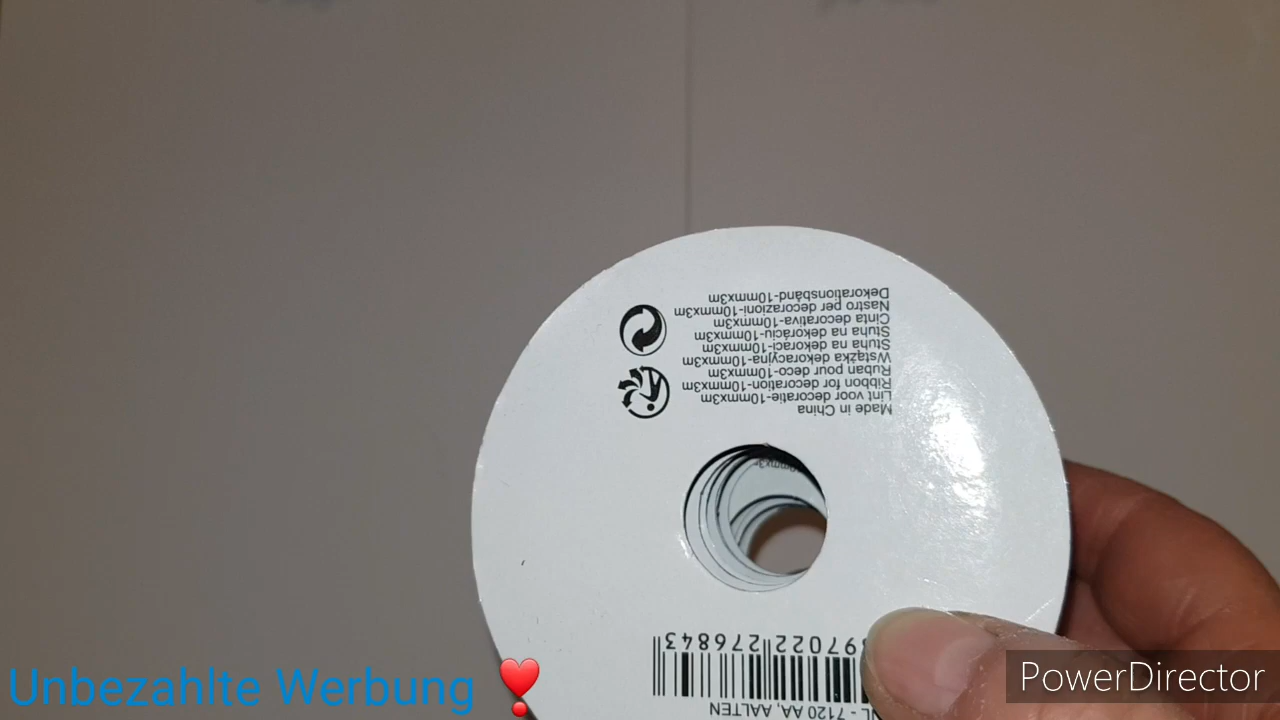 NL - 7120 AA, AALTEN
97022 276843
Made in China
Lint voor decoratie-10mmx3m
Ribbon for decoration-10mmx3m
Ruban pour deco-10mmx3m
Wstążka dekoracyjna-10mmx3m
Stuha na dekoraci-10mmx3m
Stuha na dekoráciu-10mmx3m
Cinta decorativa-10mmx3m
Nastro per decorazioni-10mmx3m
Dekorationsbånd-10mmx3m
Unbezahlte Werbung
PowerDirector